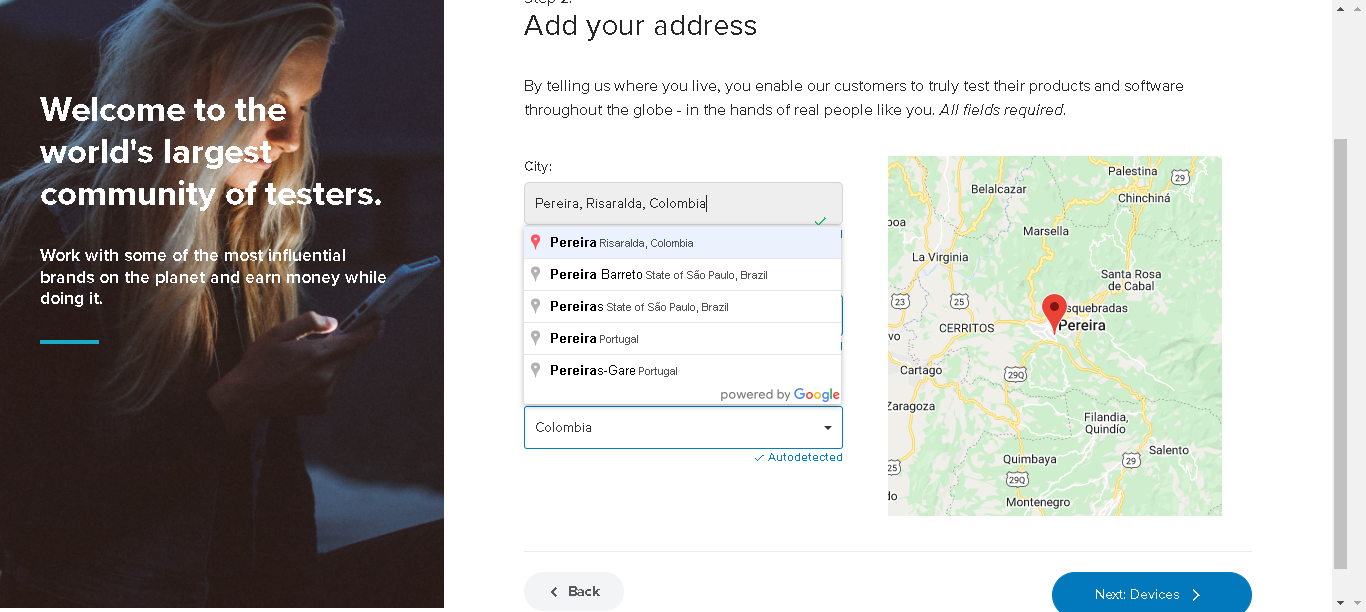 Step 2:
Add your address
Welcome to the
world's largest
community of testers.
Work with some of the most influential
brands on the planet and earn money while
doing it.
By telling us where you live, you enable our customers to truly test their products and software
throughout the globe - in the hands of real people like you. All fields required.
City:
Pereira, Risaralda, Colombia
Pereira Risaralda, Colombia
Pereira Barreto State of São Paulo, Brazil
Pereiras State of São Paulo, Brazil
Pereira Portugal
Pereiras-Gare Portugal
powered by Google
Colombia
Autodetected
Palestina
29
Belalcazar
Chinchiná
Marsella
La Virginia
Santa Rosa
de Cabal
23
25
squebradas
CERRITOS
Pereira
Cartago
29Q
Zaragoza
Filandia,
Quindío
Salento
Quimbaya
29
25
29Q
Montenegro
Back
Next: Devices